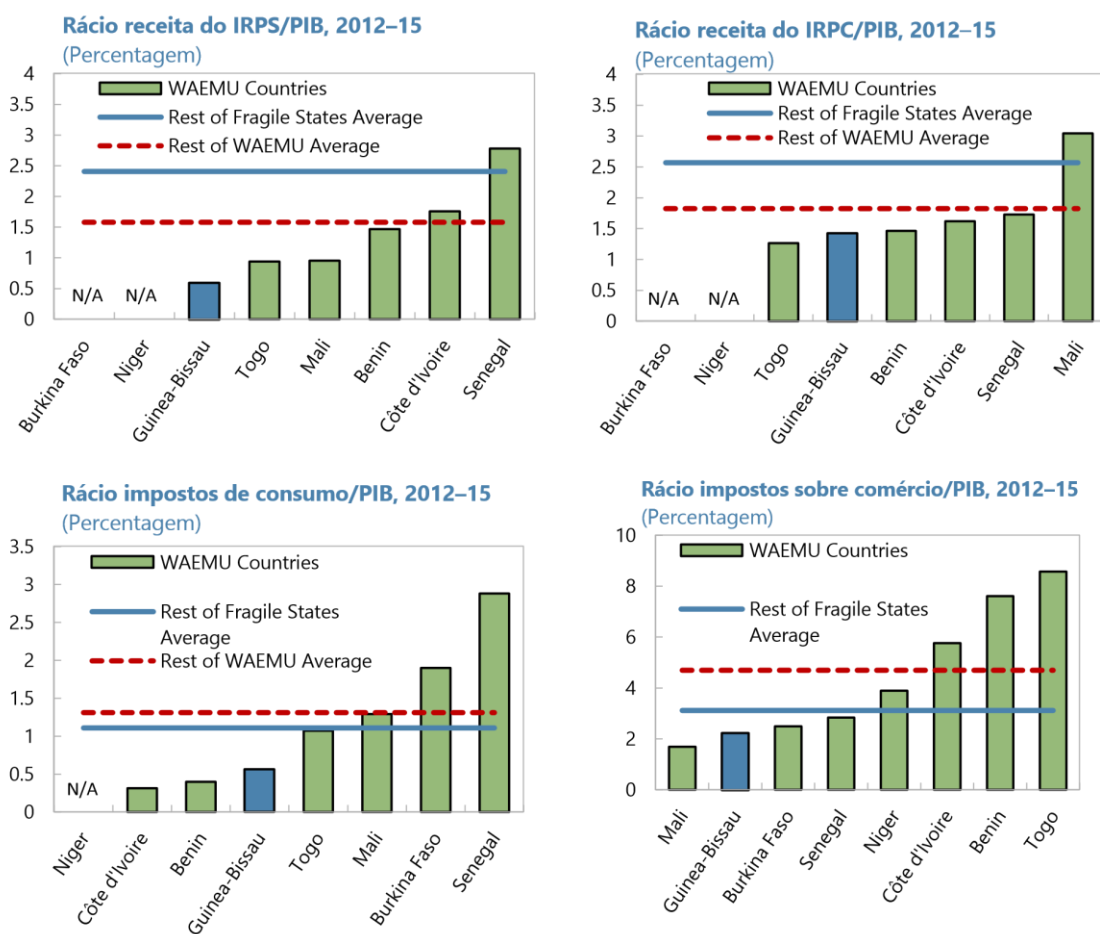 Rácio receita do IRPS/PIB, 2012–15
(Percentagem)
4
3.5
3
2.5
2
1.5
1
0.5
0
WAEMU Countries
Rest of Fragile States Average
Rest of WAEMU Average
N/A
N/A
Burkina Faso
Niger
Guinea-Bissau
Togo
Mali
Benin
Côte d'Ivoire
Senegal
Rácio receita do IRPC/PIB, 2012–15
(Percentagem)
4
3.5
3
2.5
2
1.5
1
0.5
0
WAEMU Countries
Rest of Fragile States Average
Rest of WAEMU Average
N/A
N/A
Burkina Faso
Niger
Togo
Guinea-Bissau
Benin
Côte d'Ivoire
Senegal
Mali
Rácio impostos de consumo/PIB, 2012–15
(Percentagem)
3.5
3
2.5
2
1.5
1
0.5
0
WAEMU Countries
Rest of Fragile States
Average
Rest of WAEMU Average
N/A
Niger
Côte d'Ivoire
Benin
Guinea-Bissau
Togo
Mali
Burkina Faso
Senegal
Rácio impostos sobre comércio/PIB, 2012–15
(Percentagem)
10
8
6
4
2
0
WAEMU Countries
Rest of Fragile States
Average
Mali
Guinea-Bissau
Burkina Faso
Senegal
Niger
Côte d'Ivoire
Benin
Togo